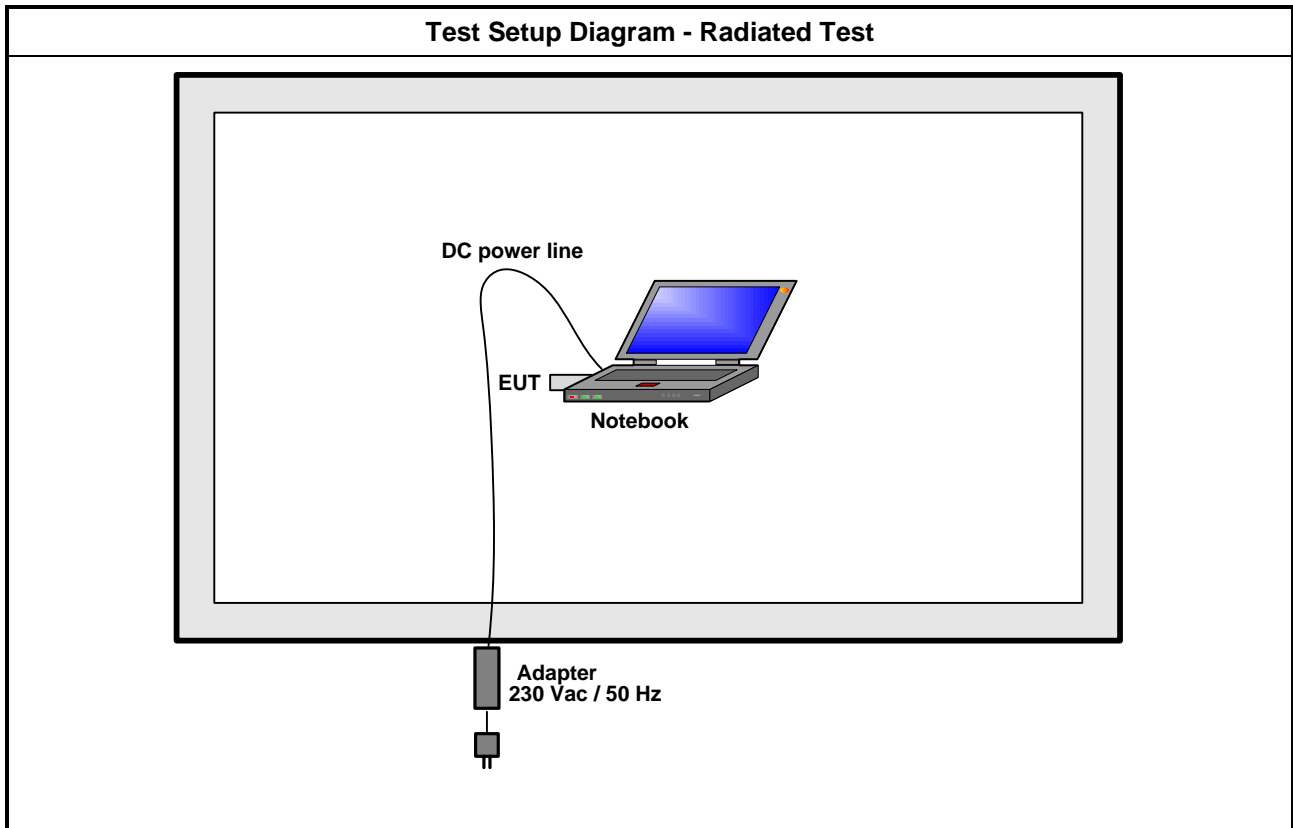 Test Setup Diagram - Radiated Test
DC power line
EUT
Notebook
Adapter
230 Vac / 50 Hz